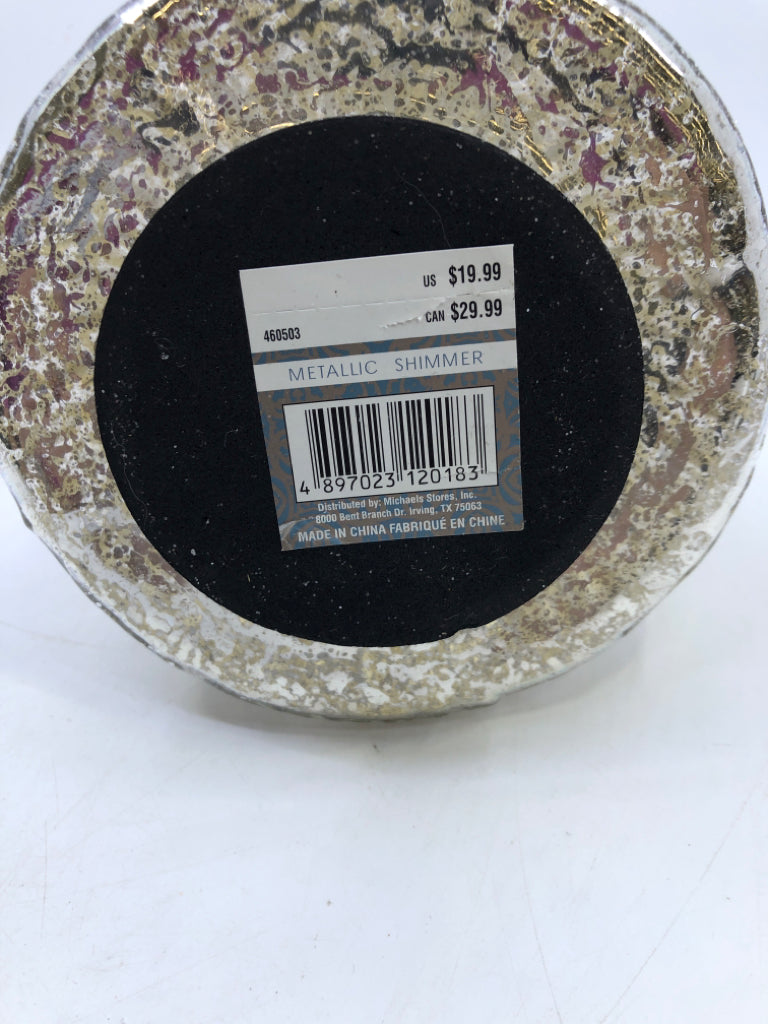 US $19.99
CAN $29.99
460503
METALLIC SHIMMER
4 897023 120183
Distributed by: Michaels Stores, Inc.
8000 Bent Branch Dr. Irving, TX 75063
MADE IN CHINA FABRIQUÉ EN CHINE